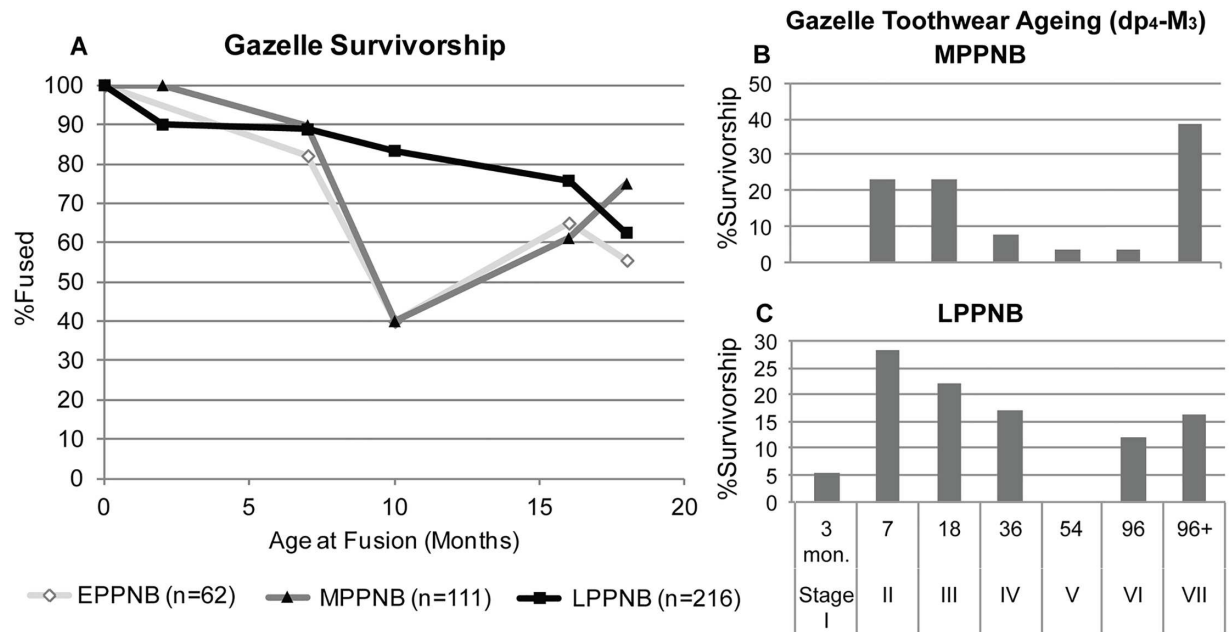 A
Gazelle Survivorship
100
90
80
70
60
50
40
30
20
10
0
%Fused
0 5 10 15 20
Age at Fusion (Months)
EPPNB (n=62) MPPNB (n=111) LPPNB (n=216)
Gazelle Toothwear Ageing (dp4-M3)
B
MPPNB
50
40
30
20
10
0
%Survivorship
C
LPPNB
30
25
20
15
10
5
0
%Survivorship
3 mon. 7 18 36 54 96 96+
Stage I II III IV V VI VII